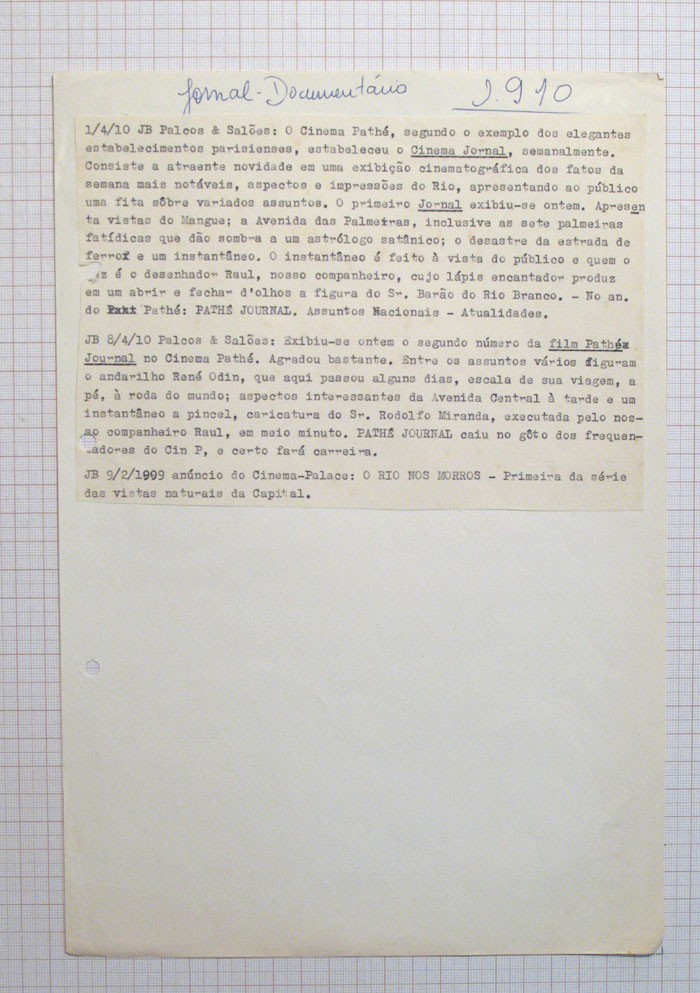 Jornal-Documentário 1.910
1/4/10 JB Palcos & Salões: O Cinema Pathé, segundo o exemplo dos elegantes
estabelecimentos parisienses, estabeleceu o Cinema Jornal, semanalmente.
Consiste a atraente novidade em uma exibição cinematográfica dos fatos da
semana mais notáveis, aspectos e impressões do Rio, apresentando ao público
uma fita sôbre variados assuntos. O primeiro Jornal exibiu-se ontem. Apresen
ta vistas do Mangue; a Avenida das Palmeiras, inclusive as sete palmeiras
fatídicas que dão sombra a um astrólogo satânico; o desastre da estrada de
ferro e um instantâneo. O instantâneo é feito à vista do público e quem o
é o desenhador Raul, nosso companheiro, cujo lápis encantador produz
em um abrir e fechar d'olhos a figura do Sr. Barão do Rio Branco. - No an.
do Pathé: PATHÉ JOURNAL. Assuntos Nacionais - Atualidades.
JB 8/4/10 Palcos & Salões: Exibiu-se ontem o segundo número da film Pathé
Journal no Cinema Pathé. Agradou bastante. Entre os assuntos vários figuram
o andarilho René Odin, que aqui passou alguns dias, escala de sua viagem, a
pé, à roda do mundo; aspectos interessantes da Avenida Central à tarde e um
instantâneo a pincel, caricatura do Sr. Rodolfo Miranda, executada pelo nos-
so companheiro Raul, em meio minuto. PATHÉ JOURNAL caiu no gôto dos frequen-
tadores do Cin P, e certo fará carreira.
JB 9/2/1909 anúncio do Cinema-Palace: O RIO NOS MORROS - Primeira da série
das vistas naturais da Capital.